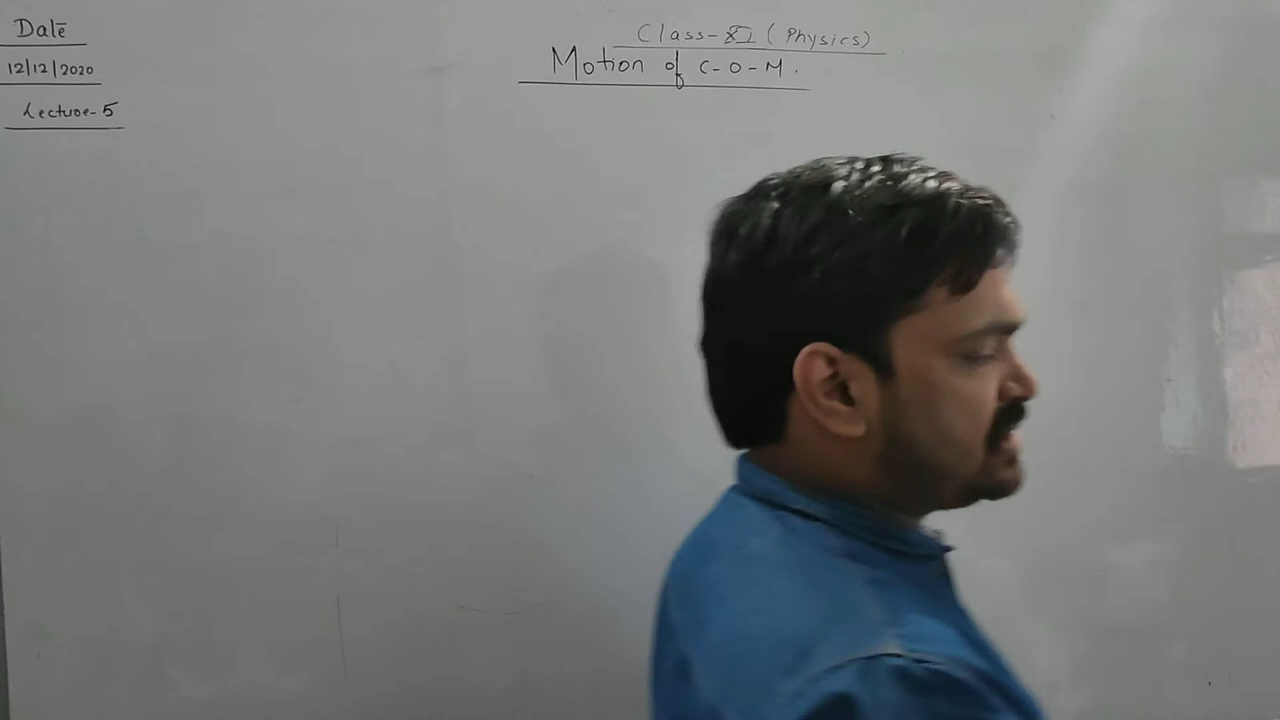 Date
12/12/2020
Lecture-5
Class-XI (Physics)
Motion of C-O-M.